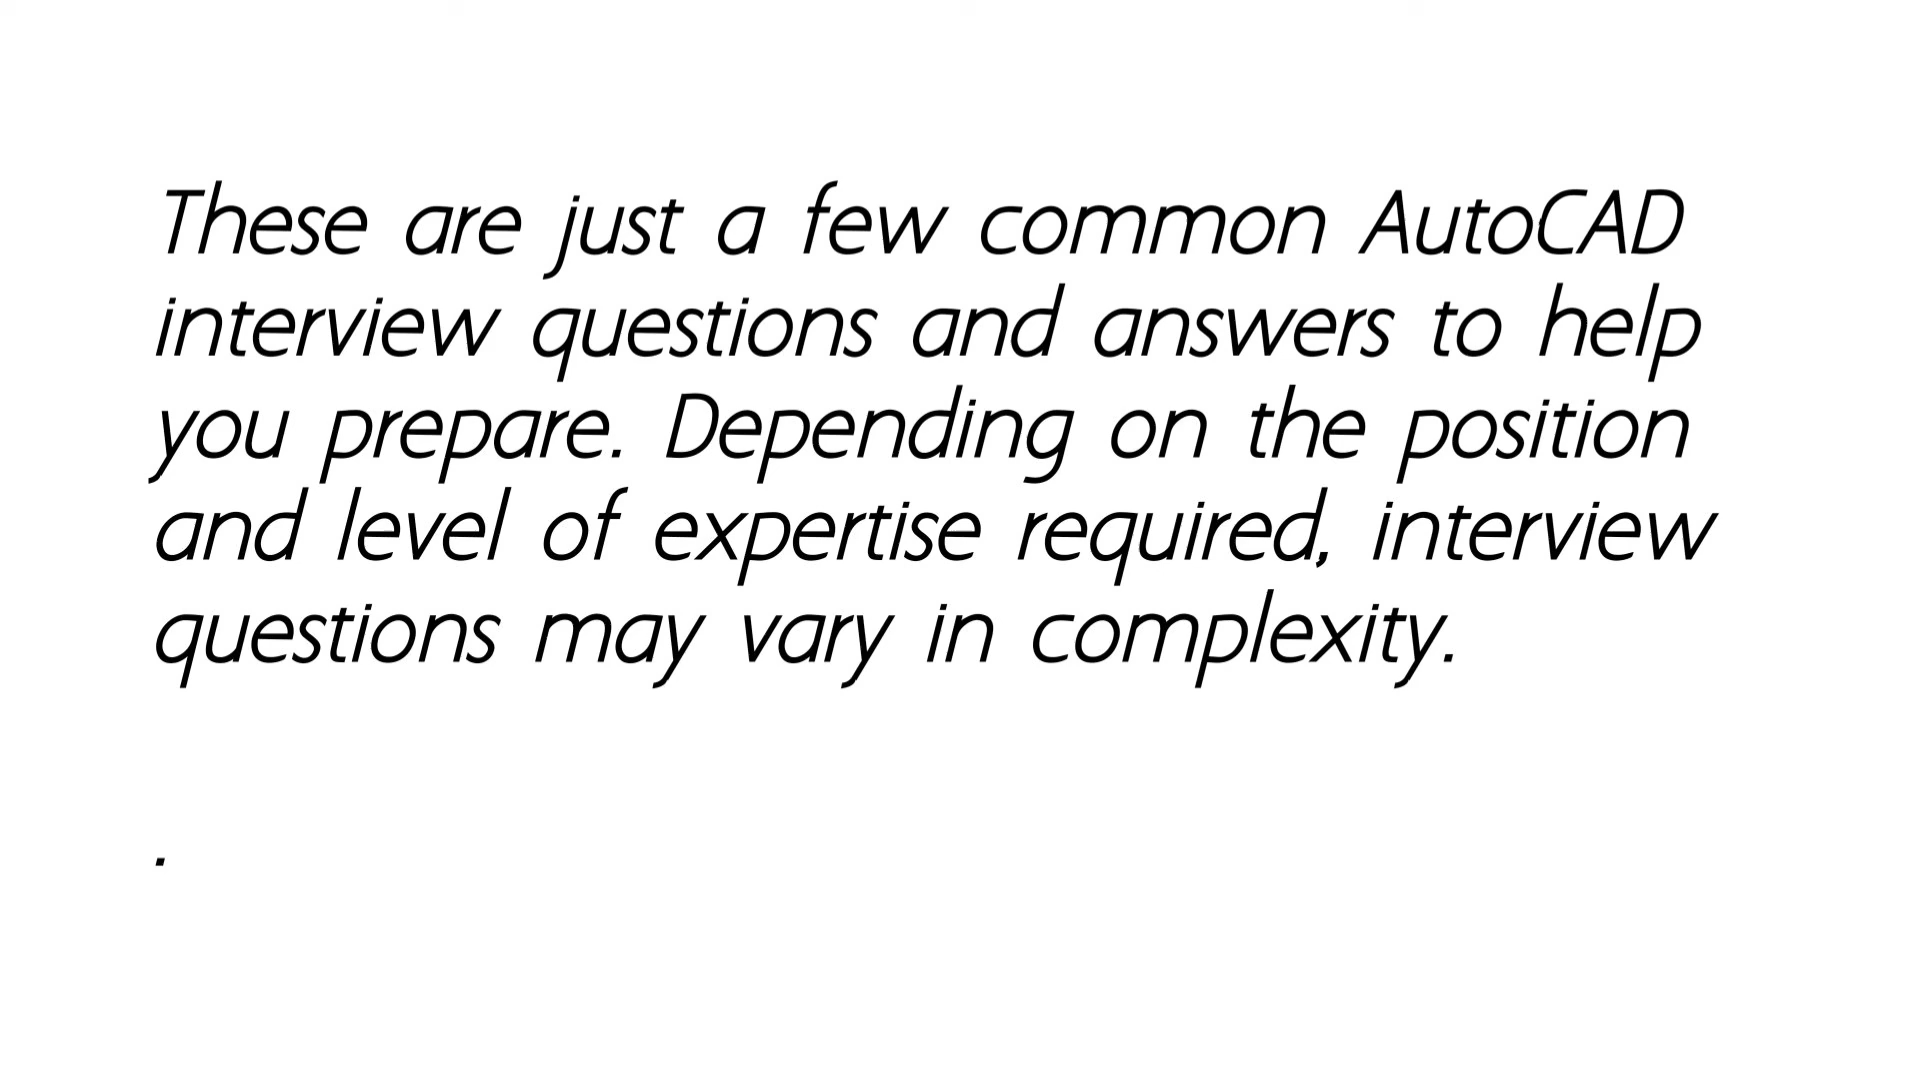 These are just a few common AutoCAD
interview questions and answers to help
you prepare. Depending on the position
and level of expertise required, interview
questions may vary in complexity.
.